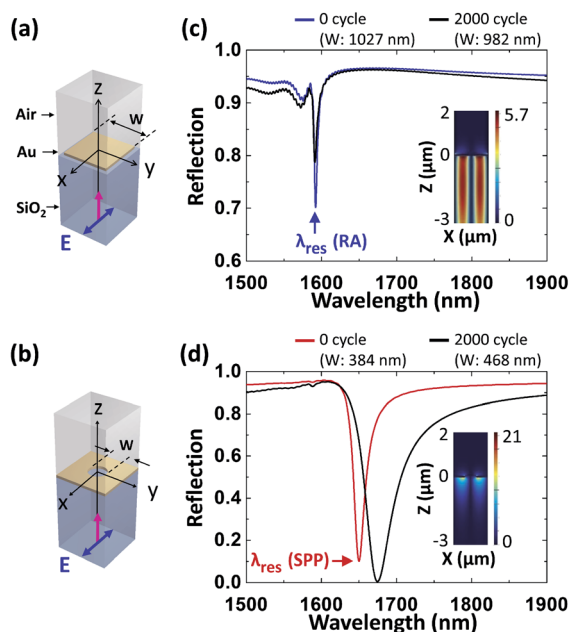 (a)
Z
Air
W
Au
X
y
SiO2
E
(c)
0 cycle
(W: 1027 nm)
2000 cycle
(W: 982 nm)
1.0
0.9
0.8
0.7
0.6
Reflection
λres (RA)
2
0
-3
Z (μm)
X (μm)
5.7
0
1500 1600 1700 1800 1900
Wavelength (nm)
(b)
Z
W
X
y
E
(d)
0 cycle
(W: 384 nm)
2000 cycle
(W: 468 nm)
1.0
0.8
0.6
0.4
0.2
0.0
Reflection
λres (SPP)
2
0
-3
Z (μm)
X (μm)
21
0
1500 1600 1700 1800 1900
Wavelength (nm)